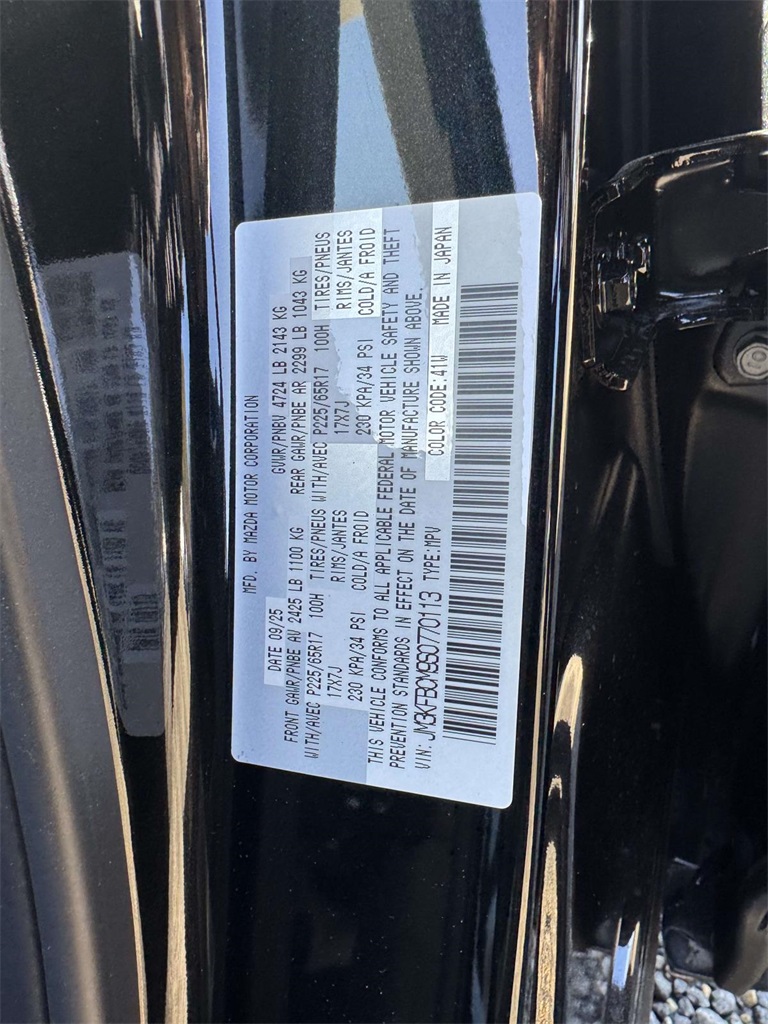 MFD. BY MAZDA MOTOR CORPORATION
DATE 09/25 GVWR/PNBV 4724 LB 2143 KG
FRONT GAWR/PNBE AV 2425 LB 1100 KG REAR GAWR/PNBE AR 2299 LB 1043 KG
WITH/AVEC P225/65R17 100H TIRES/PNEUS WITH/AVEC P225/65R17 100H TIRES/PNEUS
17X7J RIMS/JANTES 17X7J RIMS/JANTES
230 KPA/34 PSI COLD/A FROID 230 KPA/34 PSI COLD/A FROID
THIS VEHICLE CONFORMS TO ALL APPLICABLE FEDERAL MOTOR VEHICLE SAFETY AND THEFT
PREVENTION STANDARDS IN EFFECT ON THE DATE OF MANUFACTURE SHOWN ABOVE.
VIN: JM3KFBCM9S0770113 TYPE:MPV COLOR CODE:41W MADE IN JAPAN